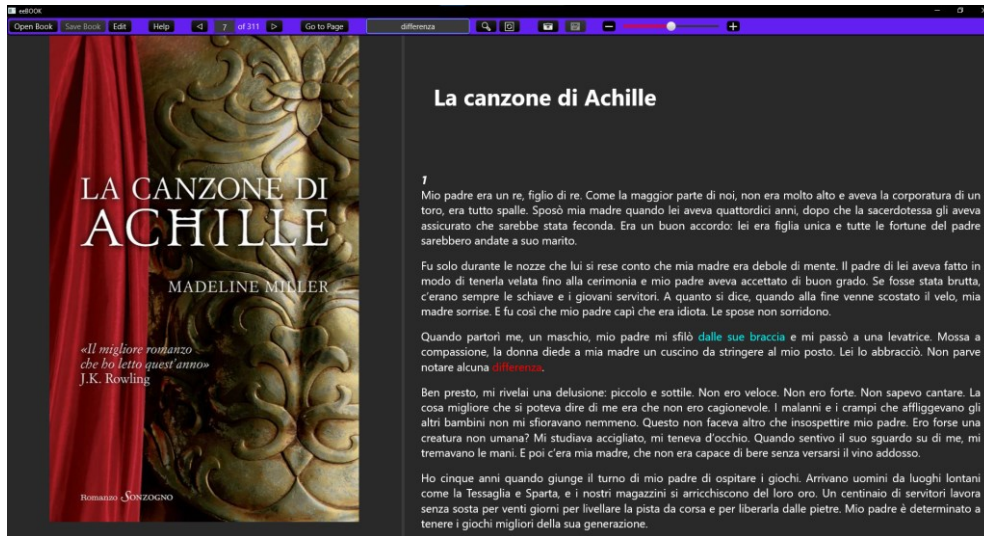 eeBOOK
Open Book Save Book Edit Help 7 of 311 Go to Page differenza
LA CANZONE DI
ACHILLE
MADELINE MILLER
«Il migliore romanzo
che ho letto quest'anno»
J.K. Rowling
Romanzo SONZOGNO
La canzone di Achille
1
Mio padre era un re, figlio di re. Come la maggior parte di noi, non era molto alto e aveva la corporatura di un
toro, era tutto spalle. Sposò mia madre quando lei aveva quattordici anni, dopo che la sacerdotessa gli aveva
assicurato che sarebbe stata feconda. Era un buon accordo: lei era figlia unica e tutte le fortune del padre
sarebbero andate a suo marito.
Fu solo durante le nozze che lui si rese conto che mia madre era debole di mente. Il padre di lei aveva fatto in
modo di tenerla velata fino alla cerimonia e mio padre aveva accettato di buon grado. Se fosse stata brutta,
c'erano sempre le schiave e i giovani servitori. A quanto si dice, quando alla fine venne scostato il velo, mia
madre sorrise. E fu così che mio padre capì che era idiota. Le spose non sorridono.
Quando partorì me, un maschio, mio padre mi sfilò dalle sue braccia e mi passò a una levatrice. Mossa a
compassione, la donna diede a mia madre un cuscino da stringere al mio posto. Lei lo abbracciò. Non parve
notare alcuna differenza.
Ben presto, mi rivelai una delusione: piccolo e sottile. Non ero veloce. Non ero forte. Non sapevo cantare. La
cosa migliore che si poteva dire di me era che non ero cagionevole. I malanni e i crampi che affliggevano gli
altri bambini non mi sfioravano nemmeno. Questo non faceva altro che insospettire mio padre. Ero forse una
creatura non umana? Mi studiava accigliato, mi teneva d'occhio. Quando sentivo il suo sguardo su di me, mi
tremavano le mani. E poi c'era mia madre, che non era capace di bere senza versarsi il vino addosso.
Ho cinque anni quando giunge il turno di mio padre di ospitare i giochi. Arrivano uomini da luoghi lontani
come la Tessaglia e Sparta, e i nostri magazzini si arricchiscono del loro oro. Un centinaio di servitori lavora
senza sosta per venti giorni per livellare la pista da corsa e per liberarla dalle pietre. Mio padre è determinato a
tenere i giochi migliori della sua generazione.